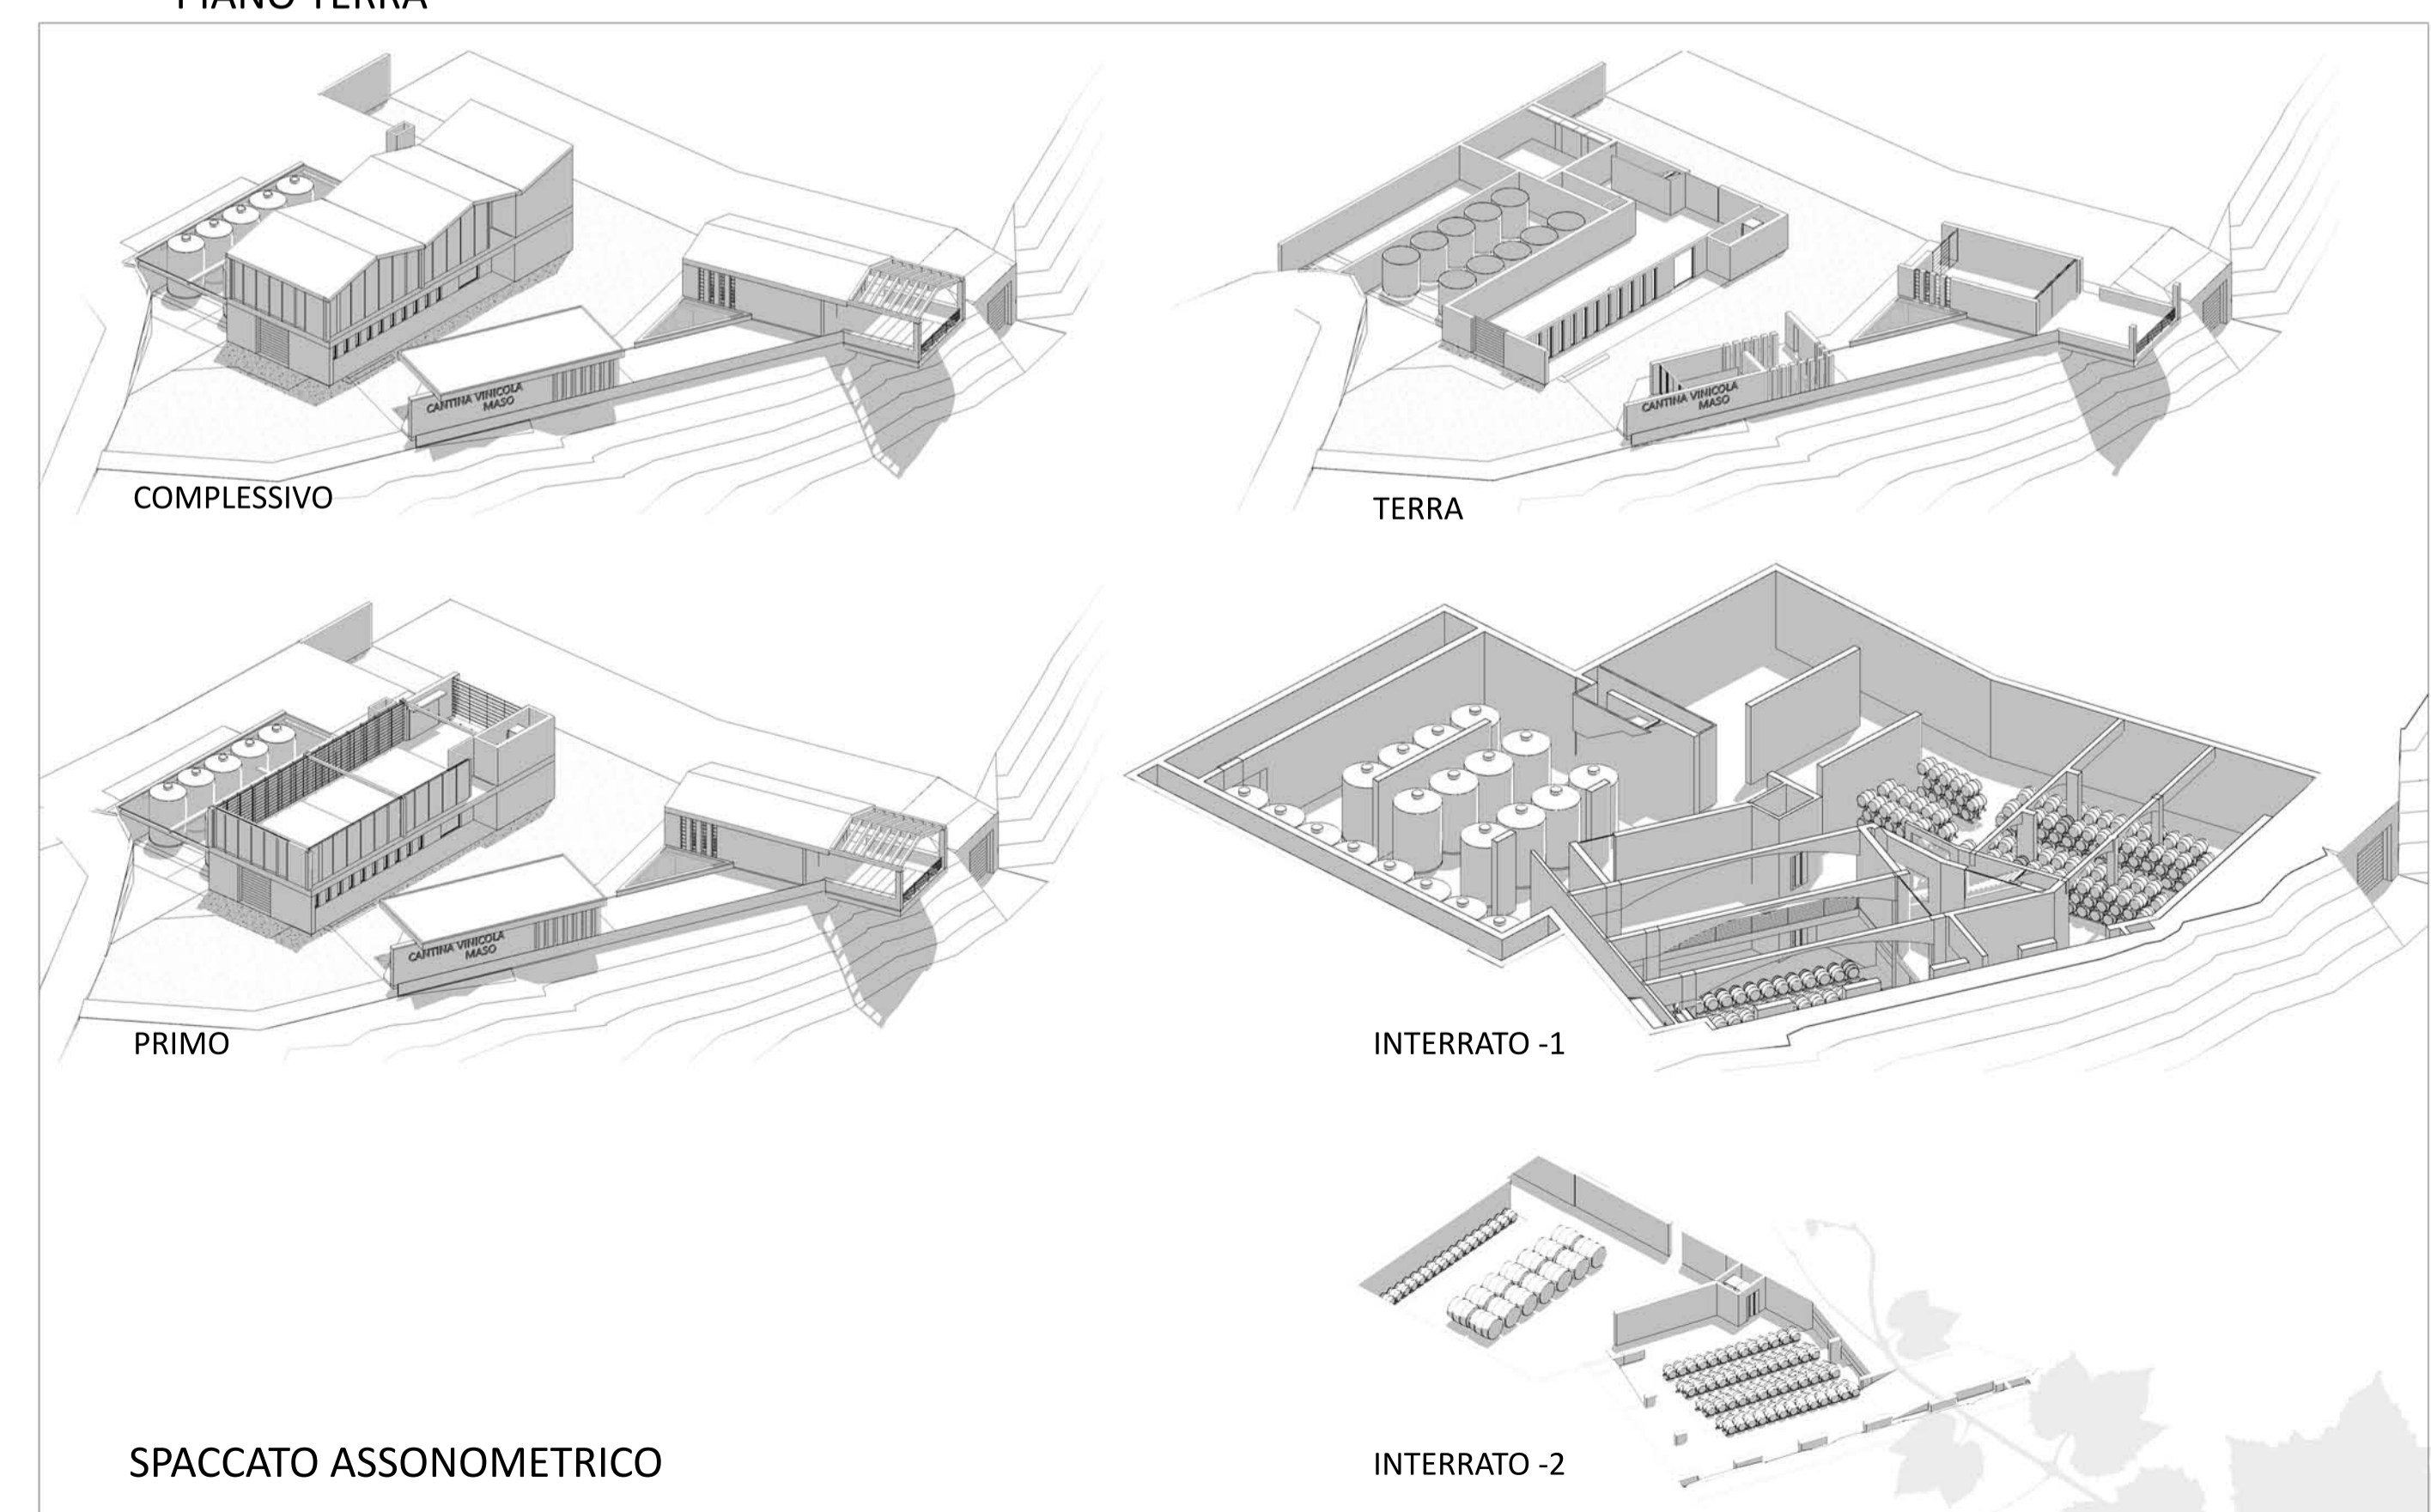 PIANO TERRA
CANTINA VINICOLA
MASO
COMPLESSIVO
CANTINA VINICOLA
MASO
TERRA
CANTINA VINICOLA
MASO
PRIMO
INTERRATO -1
SPACCATO ASSONOMETRICO
INTERRATO -2